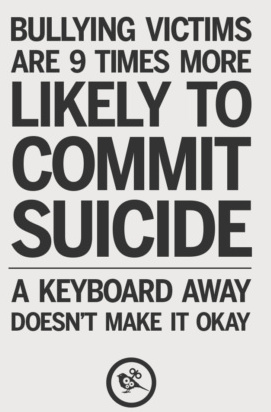 BULLYING VICTIMS
ARE 9 TIMES MORE
LIKELY TO
COMMIT
SUICIDE
A KEYBOARD AWAY
DOESN'T MAKE IT OKAY